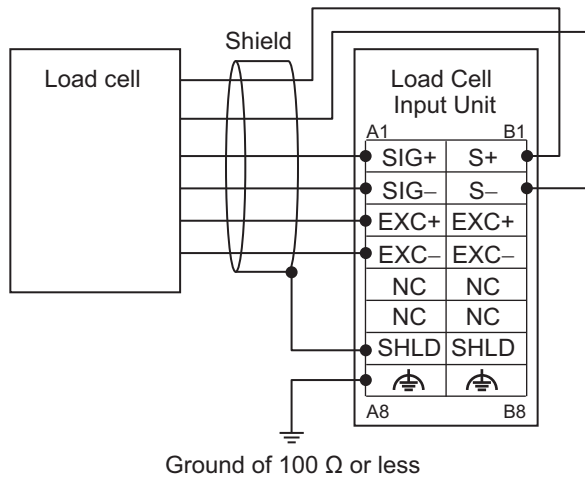 Shield
Load cell
Load Cell
Input Unit
A1 B1
SIG+ S+
SIG– S–
EXC+ EXC+
EXC– EXC–
NC NC
NC NC
SHLD SHLD
A8 B8
Ground of 100 Ω or less